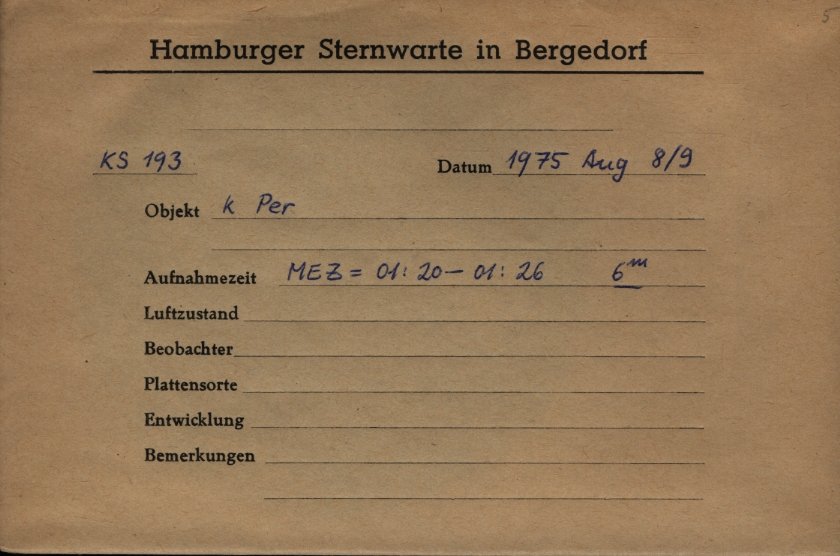 Hamburger Sternwarte in Bergedorf
KS 193 Datum 1975 Aug 8/9
Objekt k Per
Aufnahmezeit MEZ = 01:20 – 01:26 6ᵐ
Luftzustand
Beobachter
Plattensorte
Entwicklung
Bemerkungen